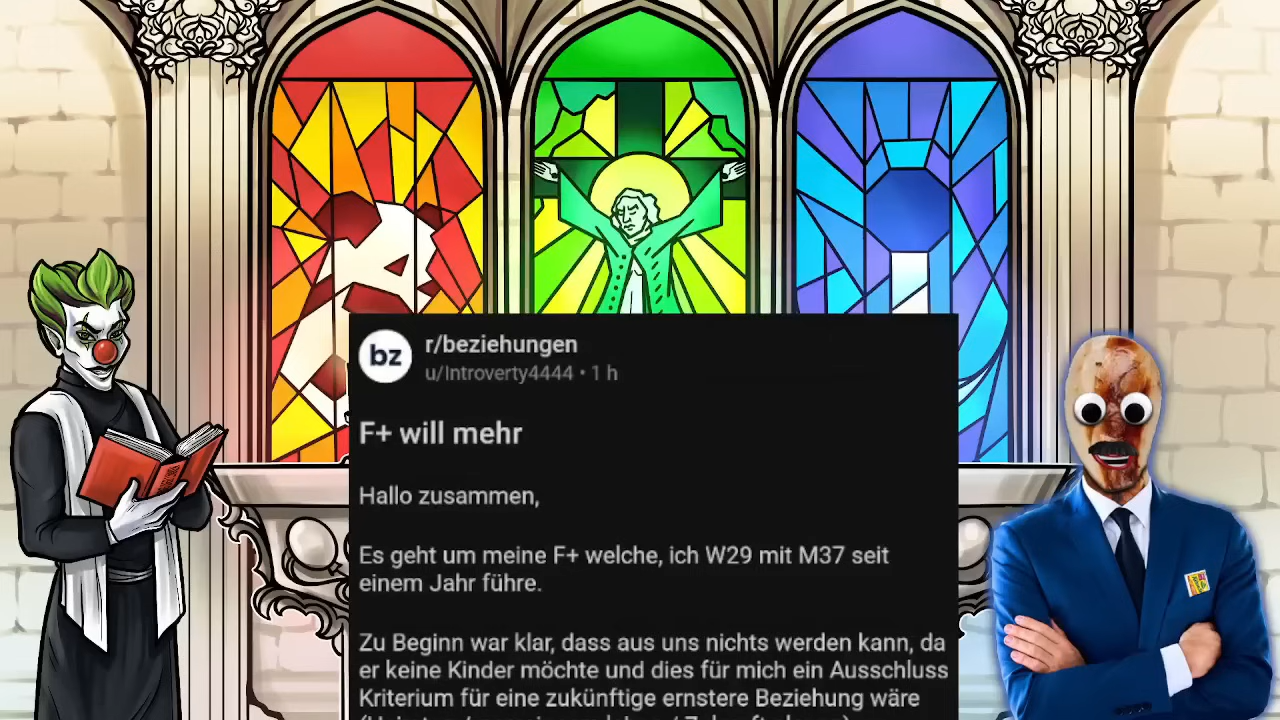 bz
r/beziehungen
u/Introverty4444 • 1 h
F+ will mehr
Hallo zusammen,
Es geht um meine F+ welche, ich W29 mit M37 seit
einem Jahr führe.
Zu Beginn war klar, dass aus uns nichts werden kann, da
er keine Kinder möchte und dies für mich ein Ausschluss
Kriterium für eine zukünftige ernstere Beziehung wäre